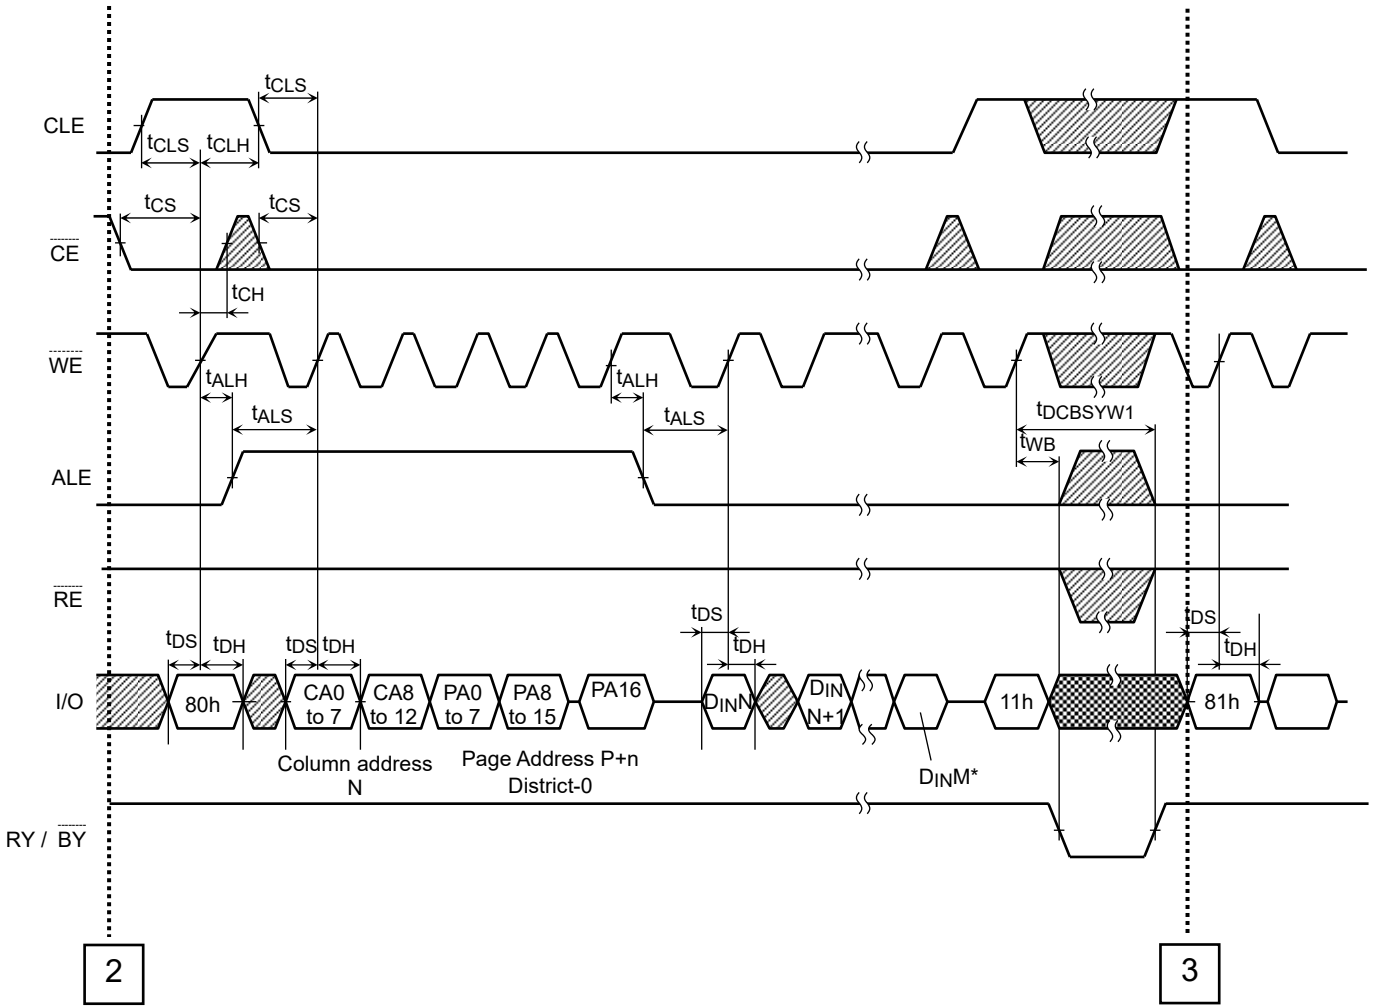 tCLS
CLE
tCLS
tCLH
tCS
tCS
CE
tCH
WE
tALH
tALH
tDCBSYW1
tALS
tALS
tWB
ALE
RE
tDS
tDS
tDH
tDS
tDH
tDH
tDH
I/O
80h
CA0
to 7
CA8
to 12
PA0
to 7
PA8
to 15
PA16
DINN
DIN
N+1
11h
81h
Column address
N
Page Address P+n
District-0
DINM*
RY / BY
2
3